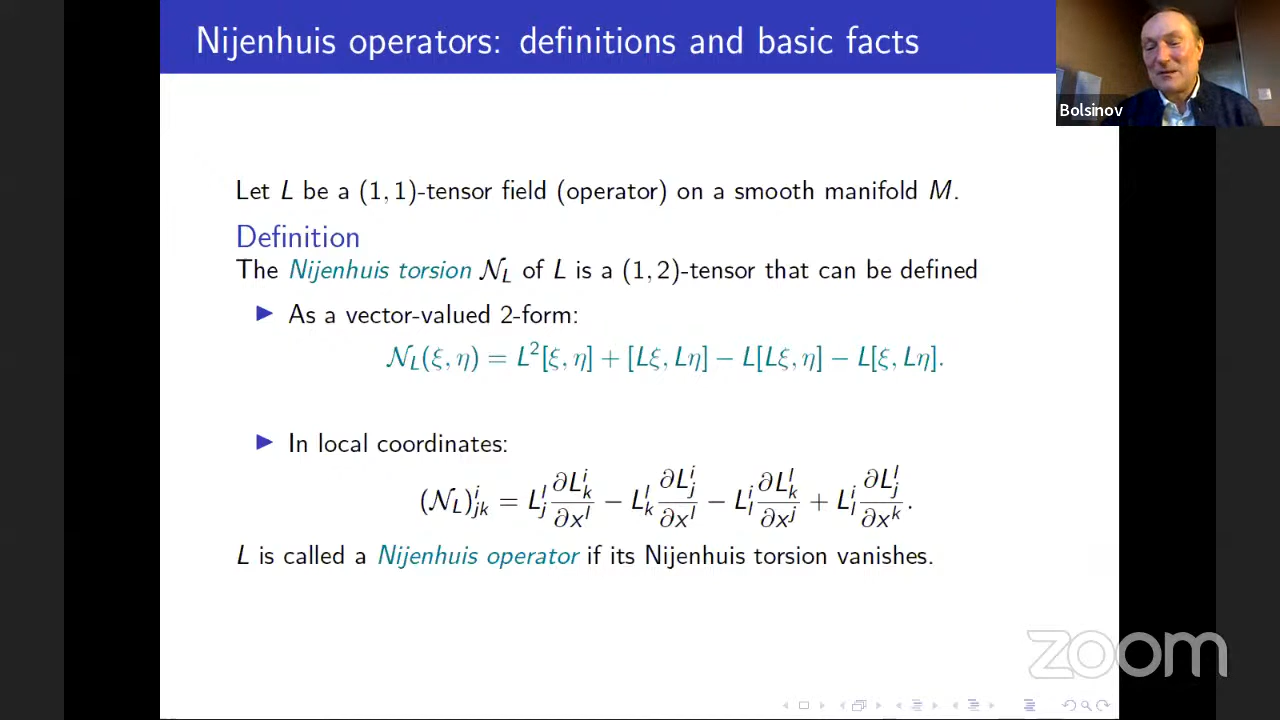 Nijenhuis operators: definitions and basic facts
Bolsinov
Let L be a (1, 1)-tensor field (operator) on a smooth manifold M.
Definition
The Nijenhuis torsion 𝒩_L of L is a (1, 2)-tensor that can be defined
▶ As a vector-valued 2-form:
𝒩_L(ξ, η) = L²[ξ, η] + [Lξ, Lη] − L[Lξ, η] − L[ξ, Lη].
▶ In local coordinates:
(𝒩_L)^i_{jk} = L^l_j ∂L^i_k/∂x^l − L^l_k ∂L^i_j/∂x^l − L^i_l ∂L^l_k/∂x^j + L^i_l ∂L^l_j/∂x^k.
L is called a Nijenhuis operator if its Nijenhuis torsion vanishes.
zoom